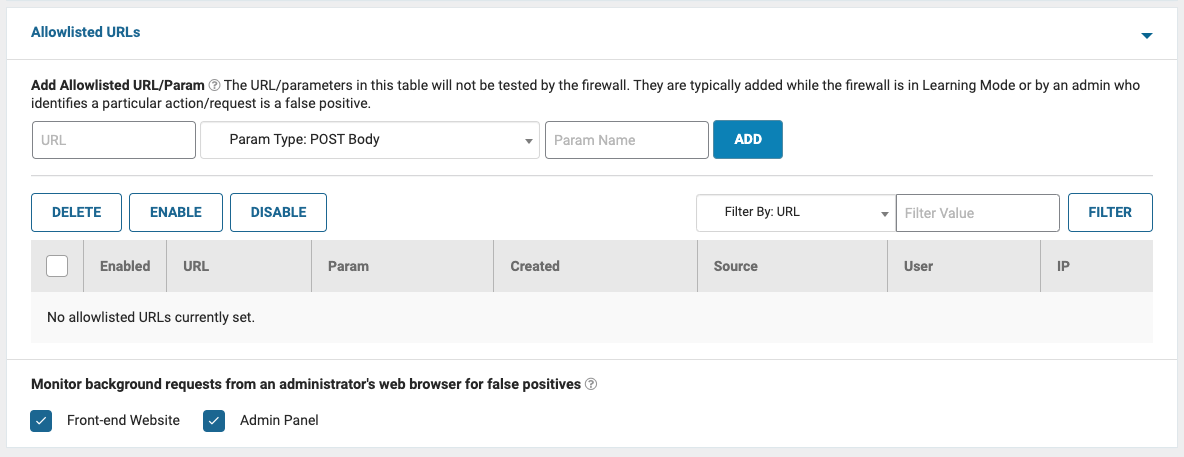 Allowlisted URLs
Add Allowlisted URL/Param ? The URL/parameters in this table will not be tested by the firewall. They are typically added while the firewall is in Learning Mode or by an admin who
identifies a particular action/request is a false positive.
URL Param Type: POST Body Param Name ADD
DELETE ENABLE DISABLE Filter By: URL Filter Value FILTER
Enabled URL Param Created Source User IP
No allowlisted URLs currently set.
Monitor background requests from an administrator's web browser for false positives ?
Front-end Website Admin Panel